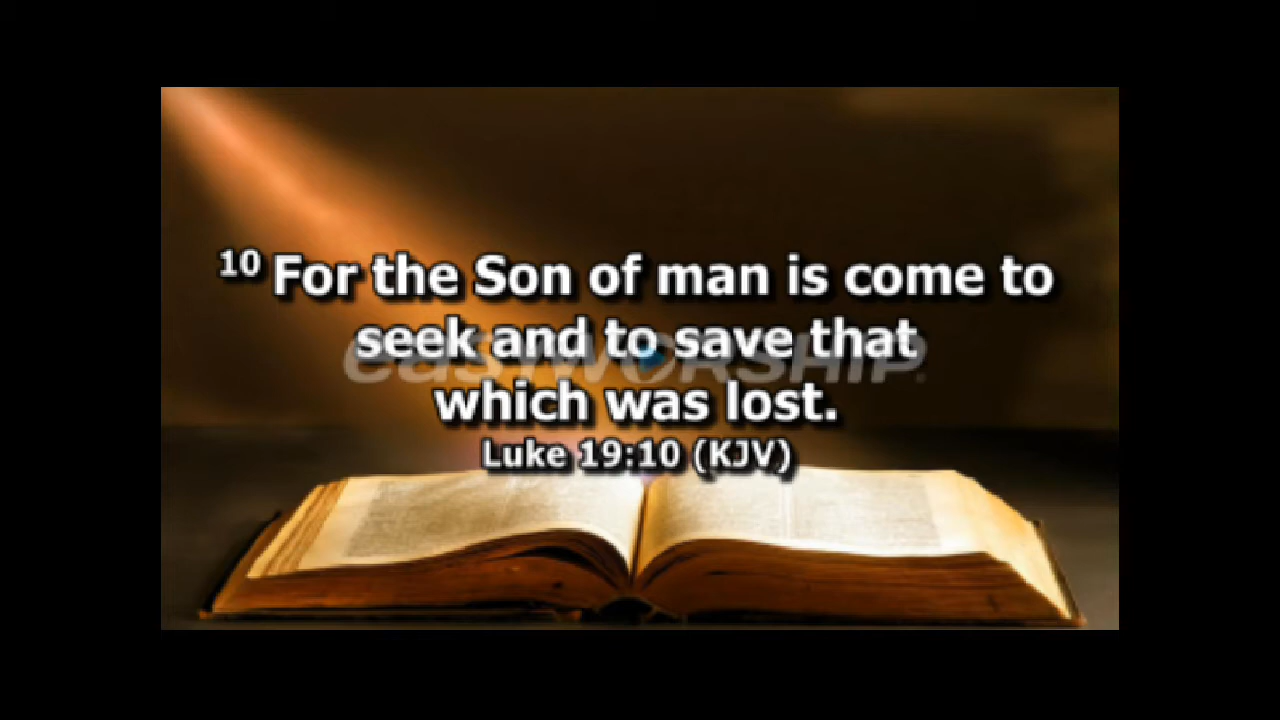 10 For the Son of man is come to
seek and to save that
easyworship.
which was lost.
Luke 19:10 (KJV)